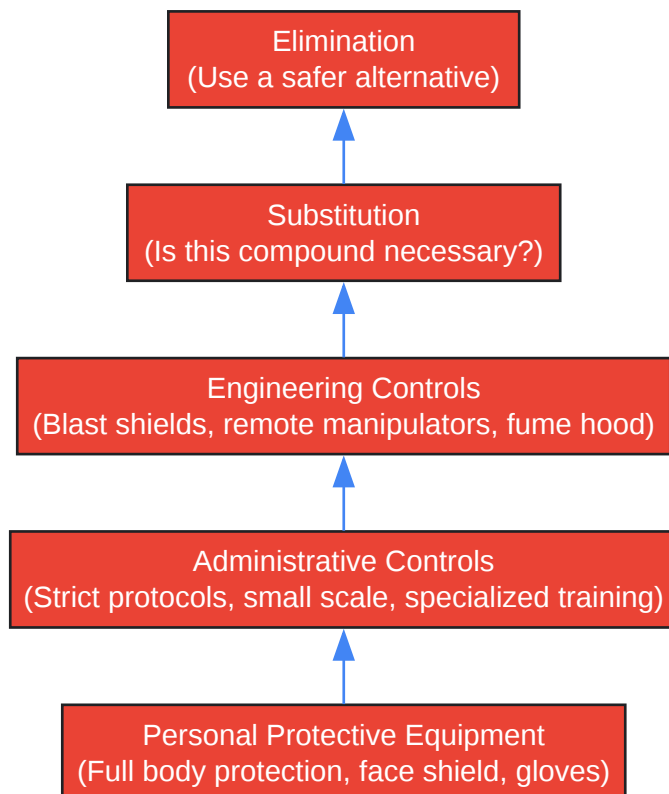 Elimination
(Use a safer alternative)
Substitution
(Is this compound necessary?)
Engineering Controls
(Blast shields, remote manipulators, fume hood)
Administrative Controls
(Strict protocols, small scale, specialized training)
Personal Protective Equipment
(Full body protection, face shield, gloves)